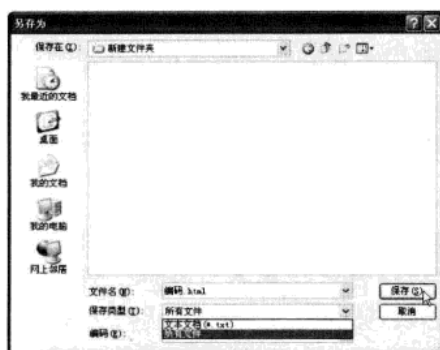 另存为
保存在(I):
新建文件夹
我最近的文档
桌面
我的文档
我的电脑
网上邻居
文件名(N):
编码.html
保存(S)
保存类型(T):
所有文件
取消
文本文档(*.txt)
所有文件
编码(E):